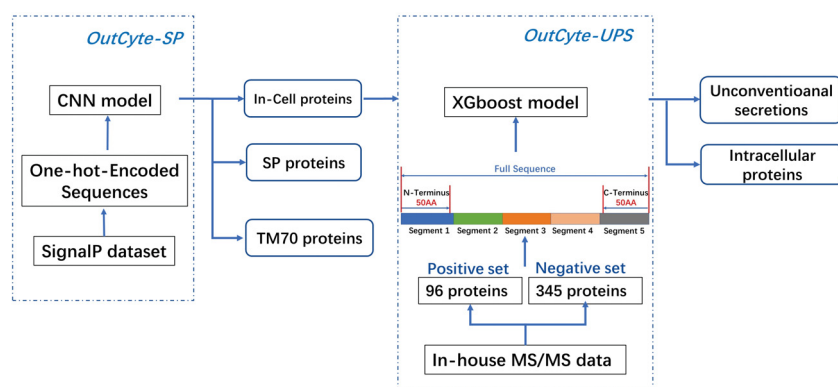 OutCyte-SP
CNN model
One-hot-Encoded
Sequences
SignalP dataset
In-Cell proteins
SP proteins
TM70 proteins
OutCyte-UPS
XGboost model
Full Sequence
N-Terminus
50AA
C-Terminus
50AA
Segment 1
Segment 2
Segment 3
Segment 4
Segment 5
Positive set
96 proteins
Negative set
345 proteins
In-house MS/MS data
Unconventioanal
secretions
Intracellular
proteins